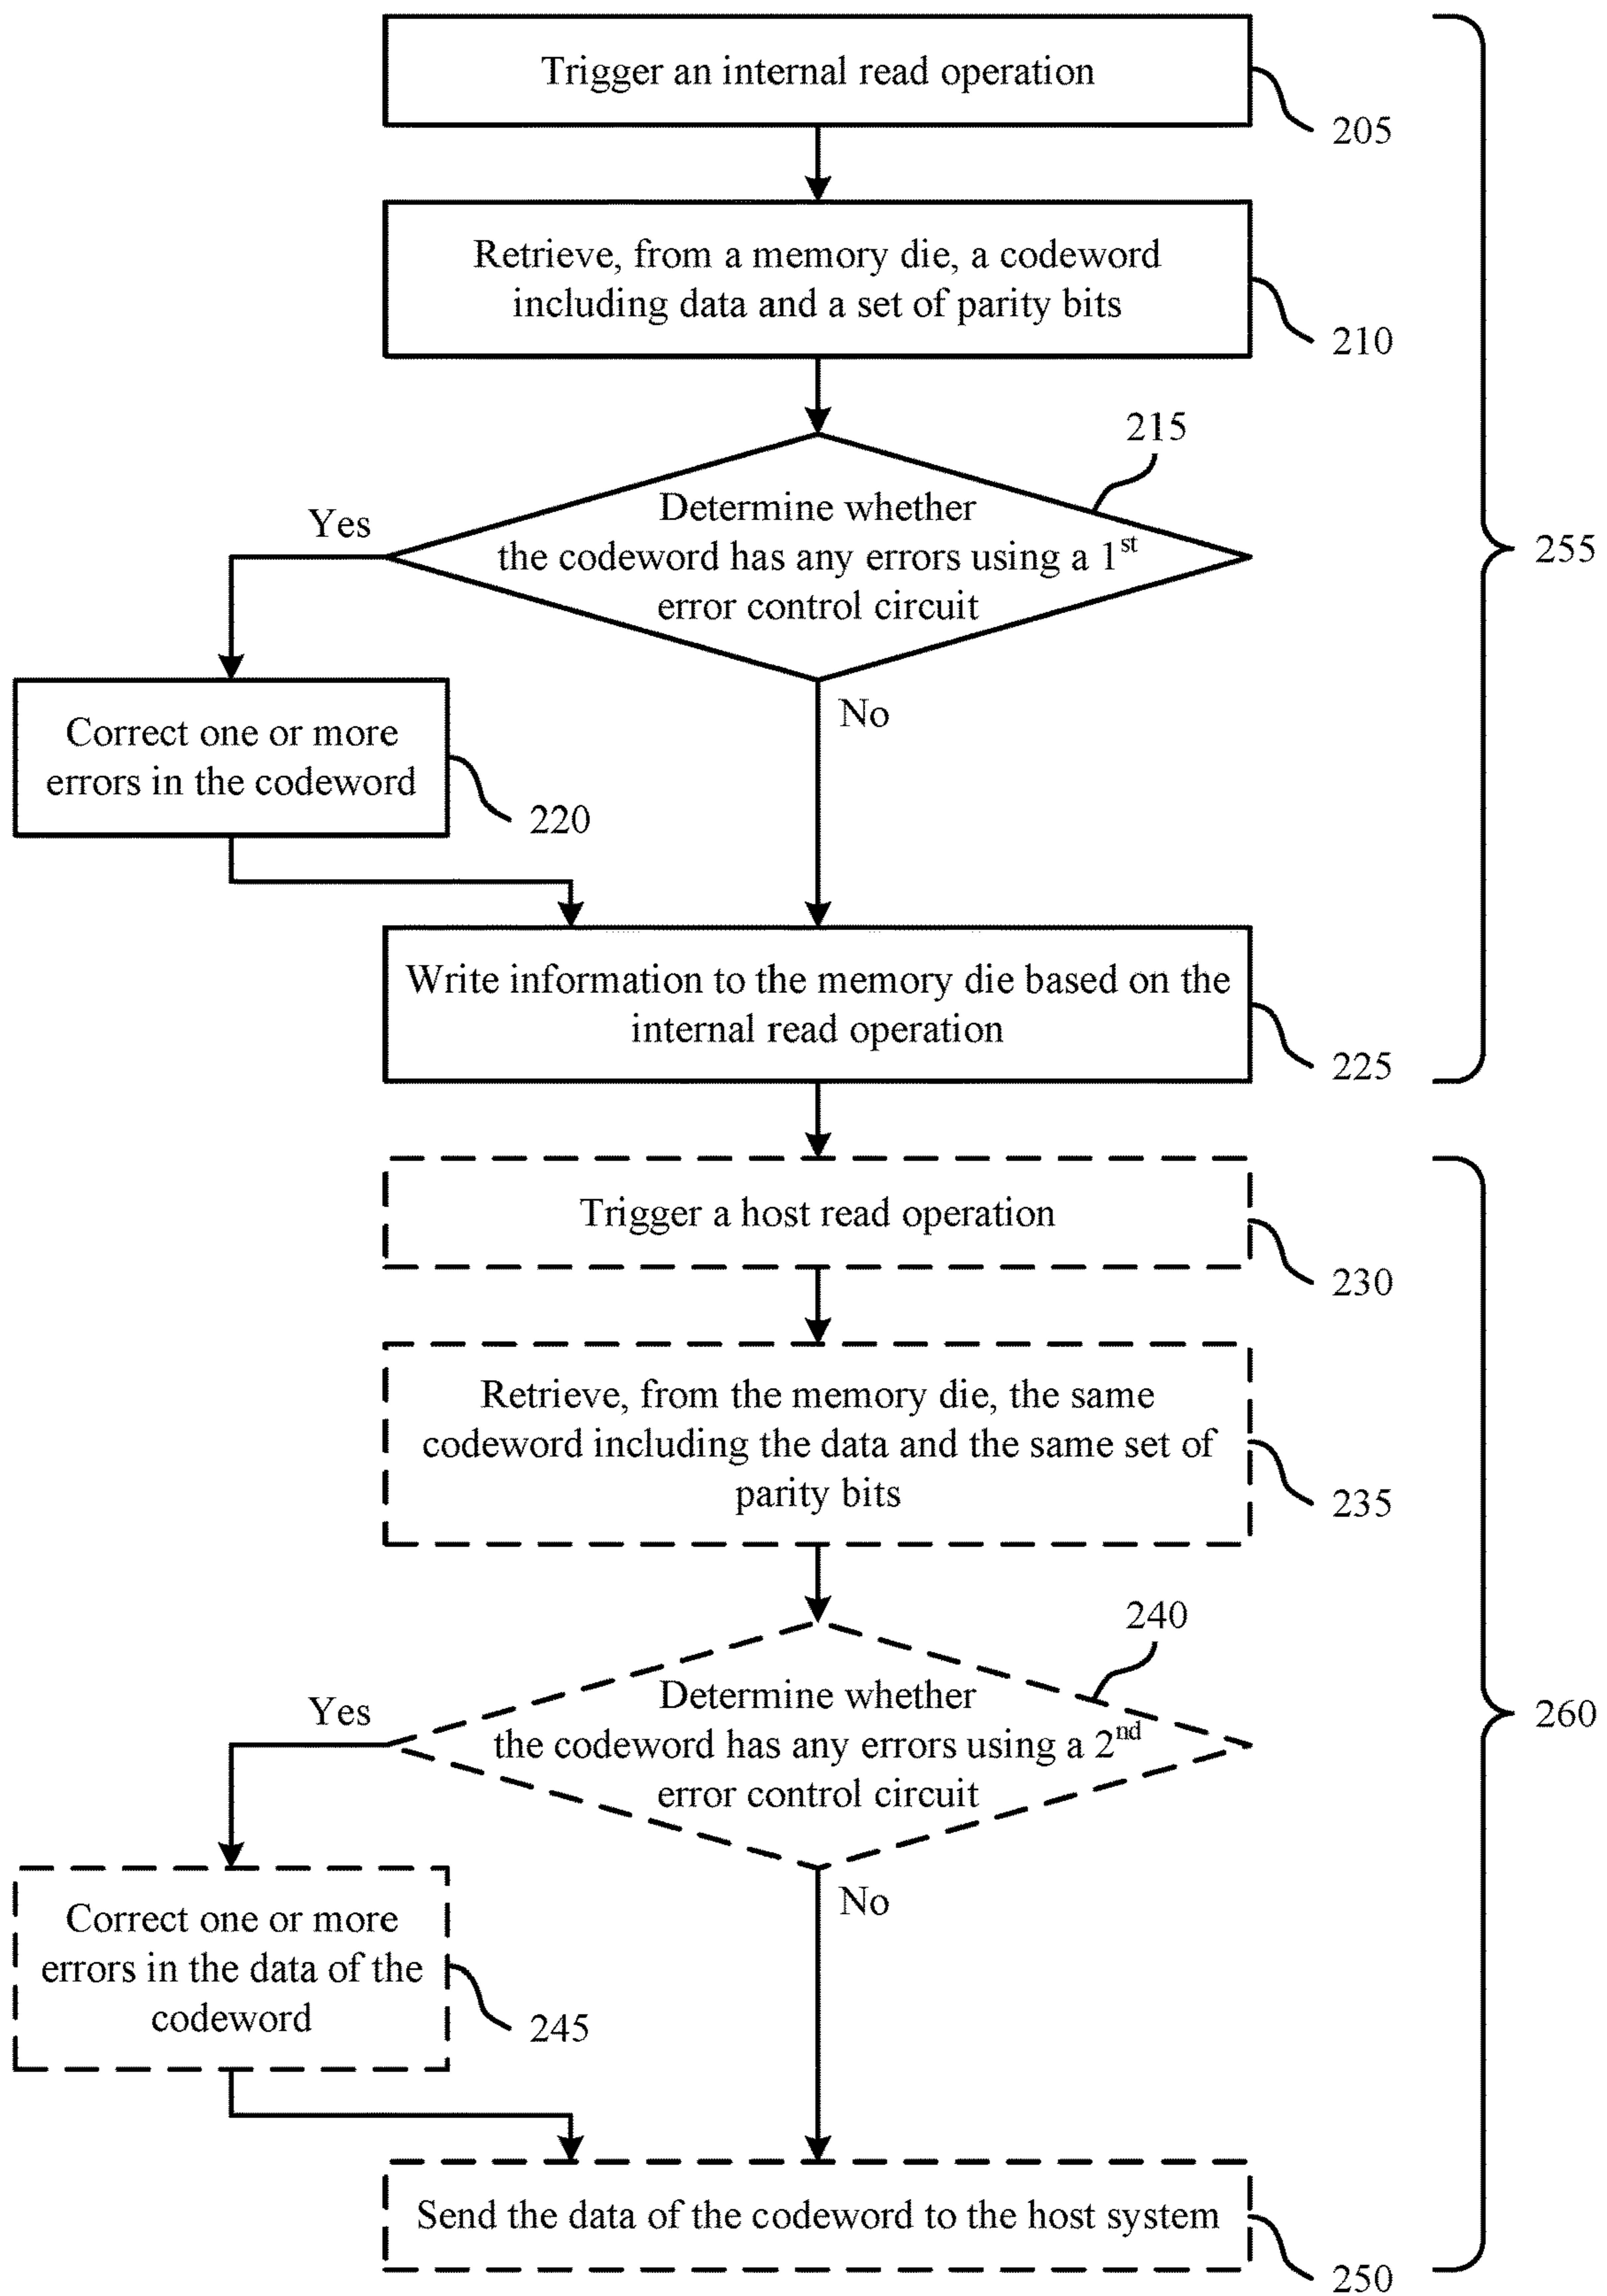 Trigger an internal read operation
205
Retrieve, from a memory die, a codeword
including data and a set of parity bits
210
215
Determine whether
the codeword has any errors using a 1st
error control circuit
Yes
No
255
Correct one or more
errors in the codeword
220
Write information to the memory die based on the
internal read operation
225
Trigger a host read operation
230
Retrieve, from the memory die, the same
codeword including the data and the same set of
parity bits
235
240
Determine whether
the codeword has any errors using a 2nd
error control circuit
Yes
No
260
Correct one or more
errors in the data of the
codeword
245
Send the data of the codeword to the host system
250